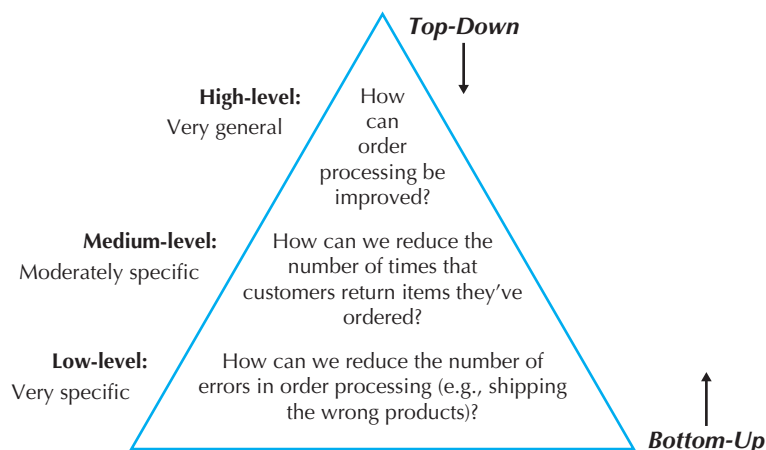 Top-Down
High-level:
Very general
How
can
order
processing be
improved?
Medium-level:
Moderately specific
How can we reduce the
number of times that
customers return items they've
ordered?
Low-level:
Very specific
How can we reduce the number of
errors in order processing (e.g., shipping
the wrong products)?
Bottom-Up